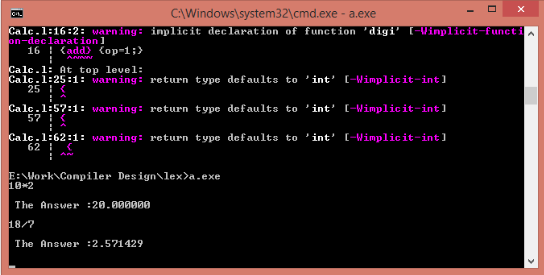 C:\Windows\system32\cmd.exe - a.exe
Calc.l:16:2: warning: implicit declaration of function 'digi' [-Wimplicit-functi
on-declaration]
16 | {add} {op=1;}
| ^~~~
Calc.l: At top level:
Calc.l:25:1: warning: return type defaults to 'int' [-Wimplicit-int]
25 | {
| ^
Calc.l:57:1: warning: return type defaults to 'int' [-Wimplicit-int]
57 | {
| ^
Calc.l:62:1: warning: return type defaults to 'int' [-Wimplicit-int]
62 | {
| ^~
E:\Work\Compiler Design\lex>a.exe
10*2
The Answer :20.000000
18/7
The Answer :2.571429